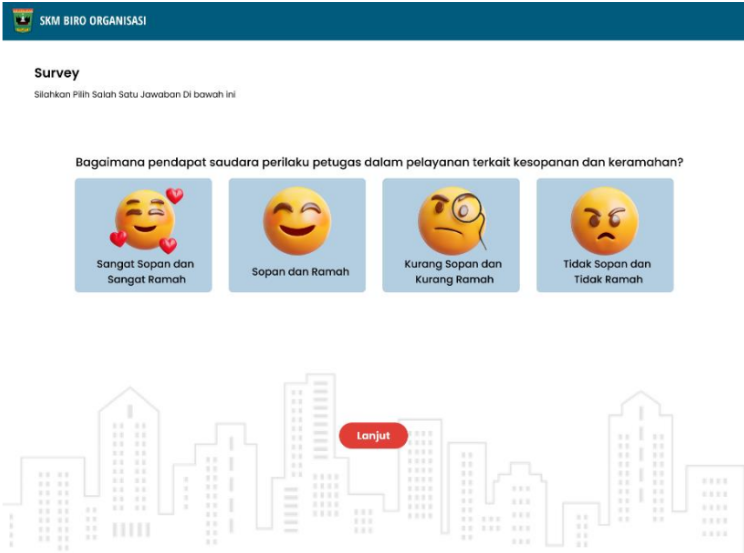 SKM BIRO ORGANISASI
Survey
Silahkan Pilih Salah Satu Jawaban Di bawah ini
Bagaimana pendapat saudara perilaku petugas dalam pelayanan terkait kesopanan dan keramahan?
Sangat Sopan dan
Sangat Ramah
Sopan dan Ramah
Kurang Sopan dan
Kurang Ramah
Tidak Sopan dan
Tidak Ramah
Lanjut